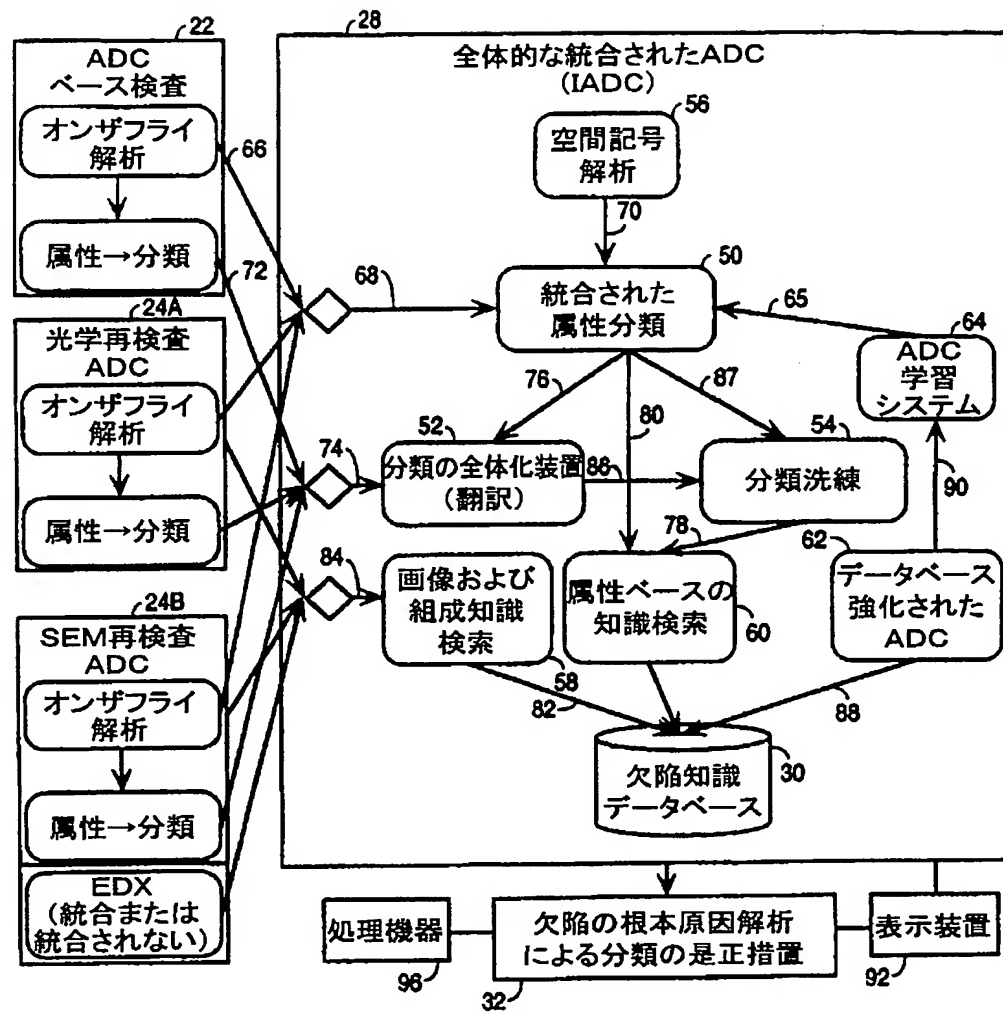 22
ADC
ベース検査
オンザフライ
解析
属性→分類
66
72
24A
光学再検査
ADC
オンザフライ
解析
属性→分類
24B
SEM再検査
ADC
オンザフライ
解析
属性→分類
EDX
(統合または
統合されない)
28
全体的な統合されたADC
(IADC)
56
空間記号
解析
70
50
68
統合された
属性分類
65
64
ADC
学習
システム
76
80
87
52
74
分類の全体化装置
(翻訳)
86
54
分類洗練
90
78
84
画像および
組成知識
検索
58
属性ベースの
知識検索
60
62
データベース
強化された
ADC
82
88
欠陥知識
データベース
30
処理機器
96
欠陥の根本原因解析
による分類の是正措置
32
表示装置
92